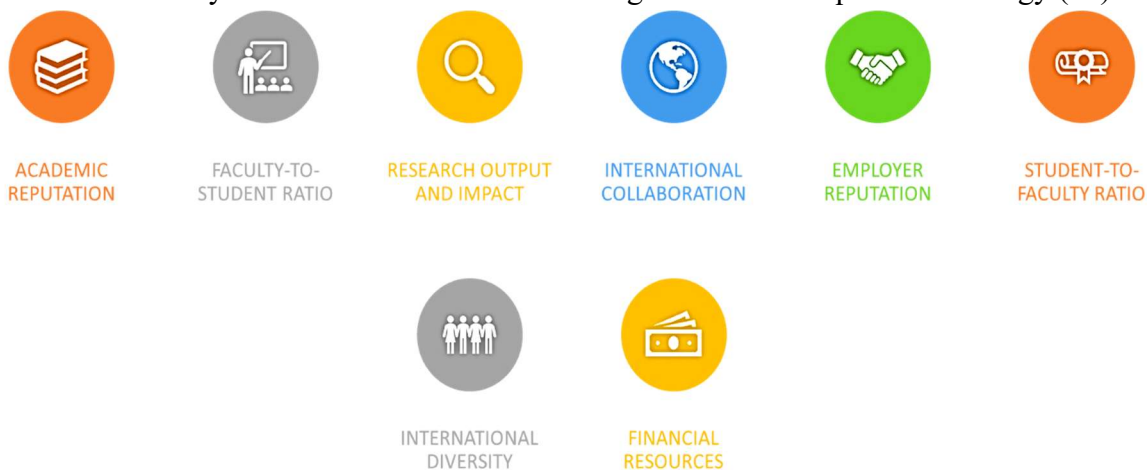 ACADEMIC
REPUTATION
FACULTY-TO-
STUDENT RATIO
RESEARCH OUTPUT
AND IMPACT
INTERNATIONAL
COLLABORATION
EMPLOYER
REPUTATION
STUDENT-TO-
FACULTY RATIO
INTERNATIONAL
DIVERSITY
FINANCIAL
RESOURCES